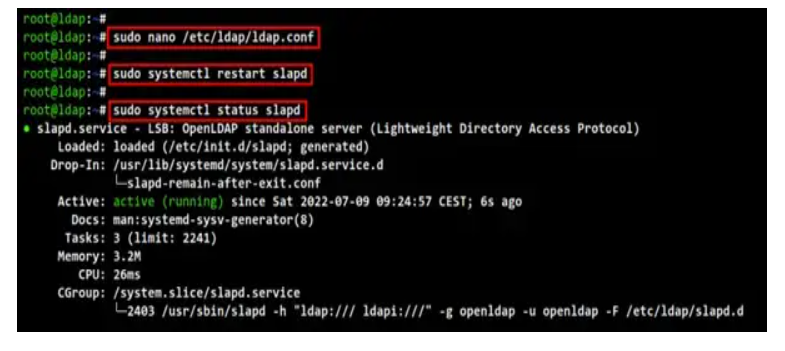 root@ldap:~#
root@ldap:~# sudo nano /etc/ldap/ldap.conf
root@ldap:~#
root@ldap:~# sudo systemctl restart slapd
root@ldap:~#
root@ldap:~# sudo systemctl status slapd
● slapd.service - LSB: OpenLDAP standalone server (Lightweight Directory Access Protocol)
Loaded: loaded (/etc/init.d/slapd; generated)
Drop-In: /usr/lib/systemd/system/slapd.service.d
└─slapd-remain-after-exit.conf
Active: active (running) since Sat 2022-07-09 09:24:57 CEST; 6s ago
Docs: man:systemd-sysv-generator(8)
Tasks: 3 (limit: 2241)
Memory: 3.2M
CPU: 26ms
CGroup: /system.slice/slapd.service
└─2403 /usr/sbin/slapd -h "ldap:/// ldapi:///" -g openldap -u openldap -F /etc/ldap/slapd.d